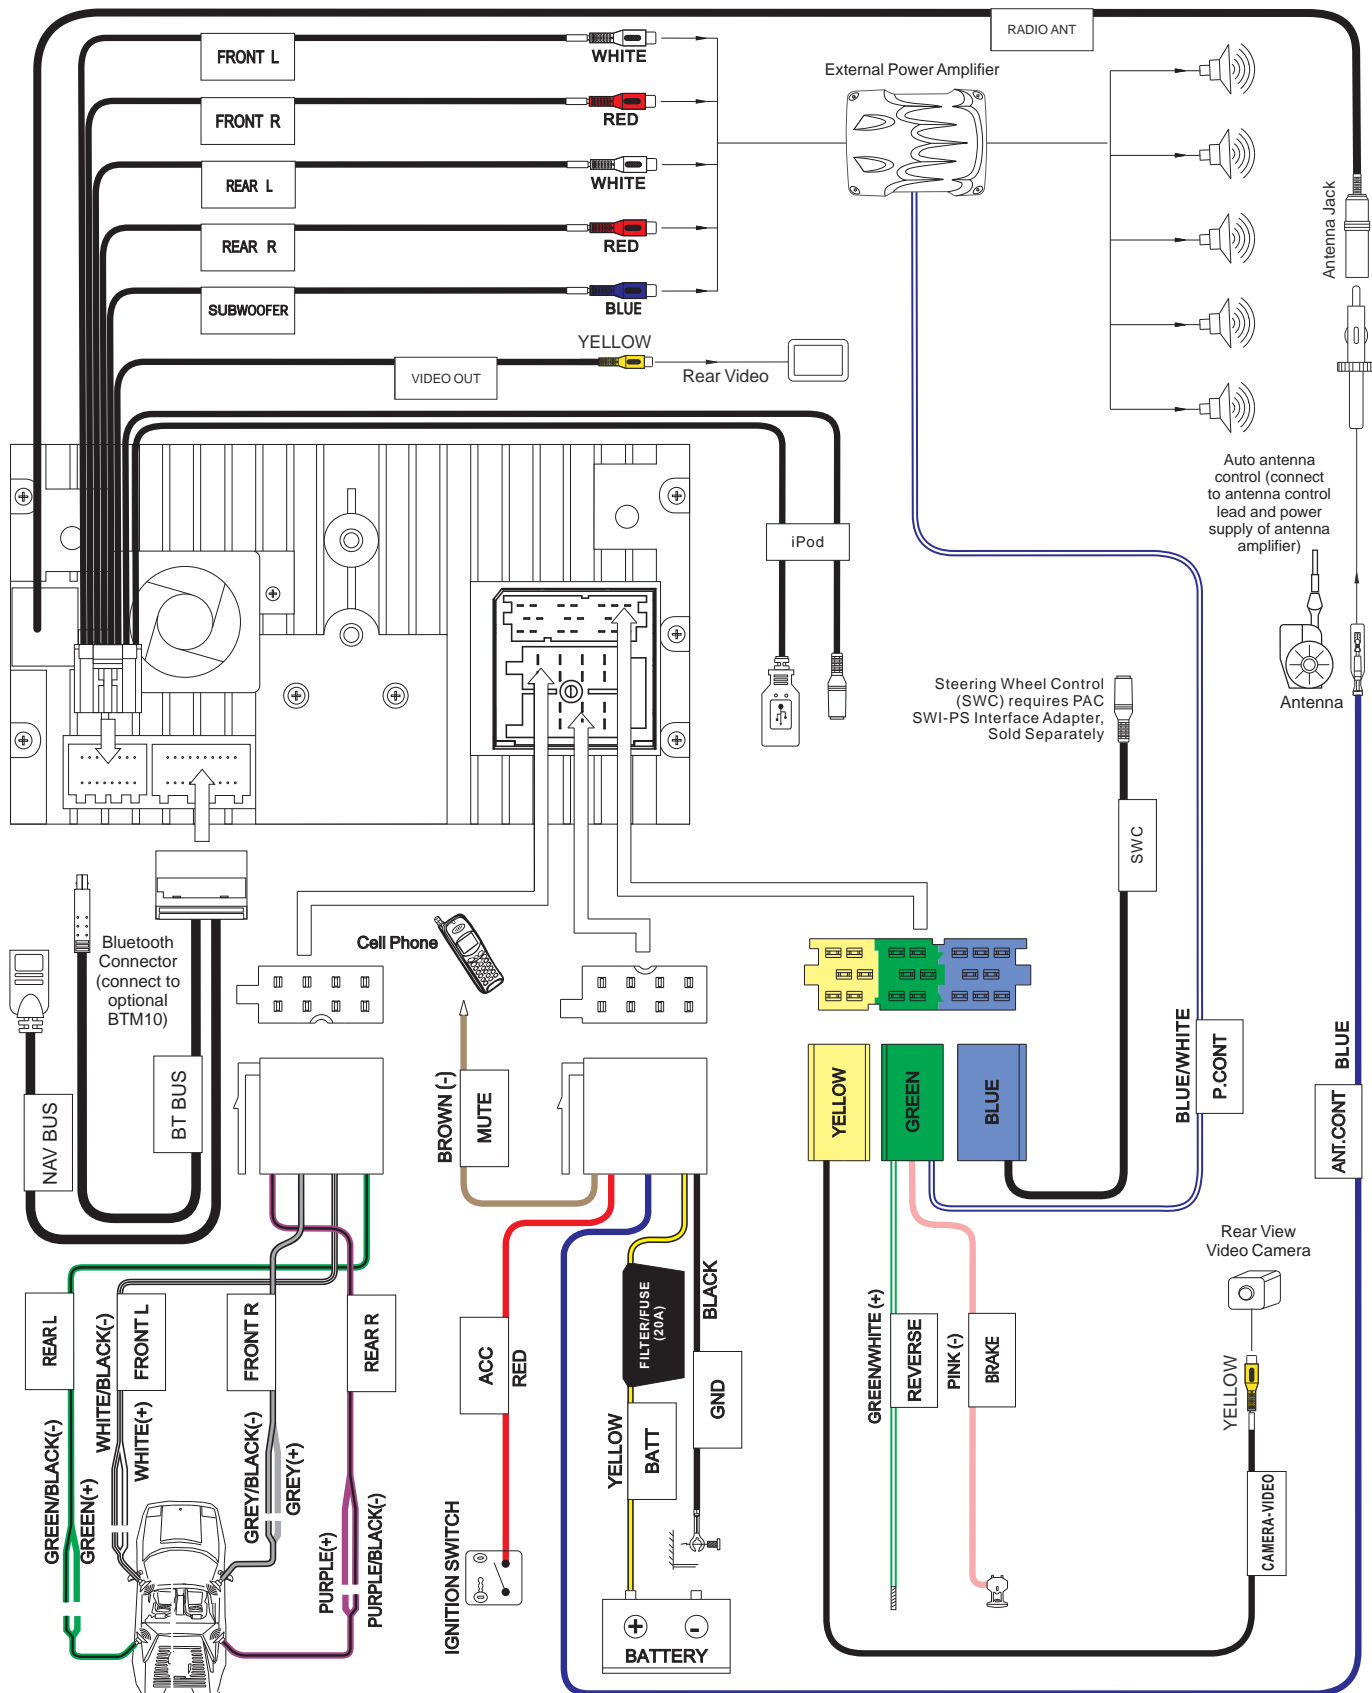 RADIO ANT
FRONT L
WHITE
External Power Amplifier
FRONT R
RED
REAR L
WHITE
REAR R
RED
Antenna Jack
SUBWOOFER
BLUE
YELLOW
VIDEO OUT
Rear Video
Auto antenna
control (connect
to antenna control
lead and power
supply of antenna
amplifier)
iPod
Steering Wheel Control
(SWC) requires PAC
SWI-PS Interface Adapter,
Sold Separately
Antenna
SWC
Bluetooth
Connector
(connect to
optional
BTM10)
Cell Phone
NAV BUS
BT BUS
BROWN (-)
MUTE
YELLOW
GREEN
BLUE
BLUE/WHITE
P.CONT
BLUE
ANT.CONT
REAR L
WHITE/BLACK(-)
FRONT L
FRONT R
REAR R
ACC
RED
FILTER/FUSE
(20A)
BLACK
GND
GREEN/WHITE (+)
REVERSE
PINK (-)
BRAKE
Rear View
Video Camera
YELLOW
GREEN/BLACK(-)
GREEN(+)
WHITE(+)
GREY/BLACK(-)
GREY(+)
PURPLE(+)
PURPLE/BLACK(-)
IGNITION SWITCH
YELLOW
BATT
CAMERA-VIDEO
+
-
BATTERY